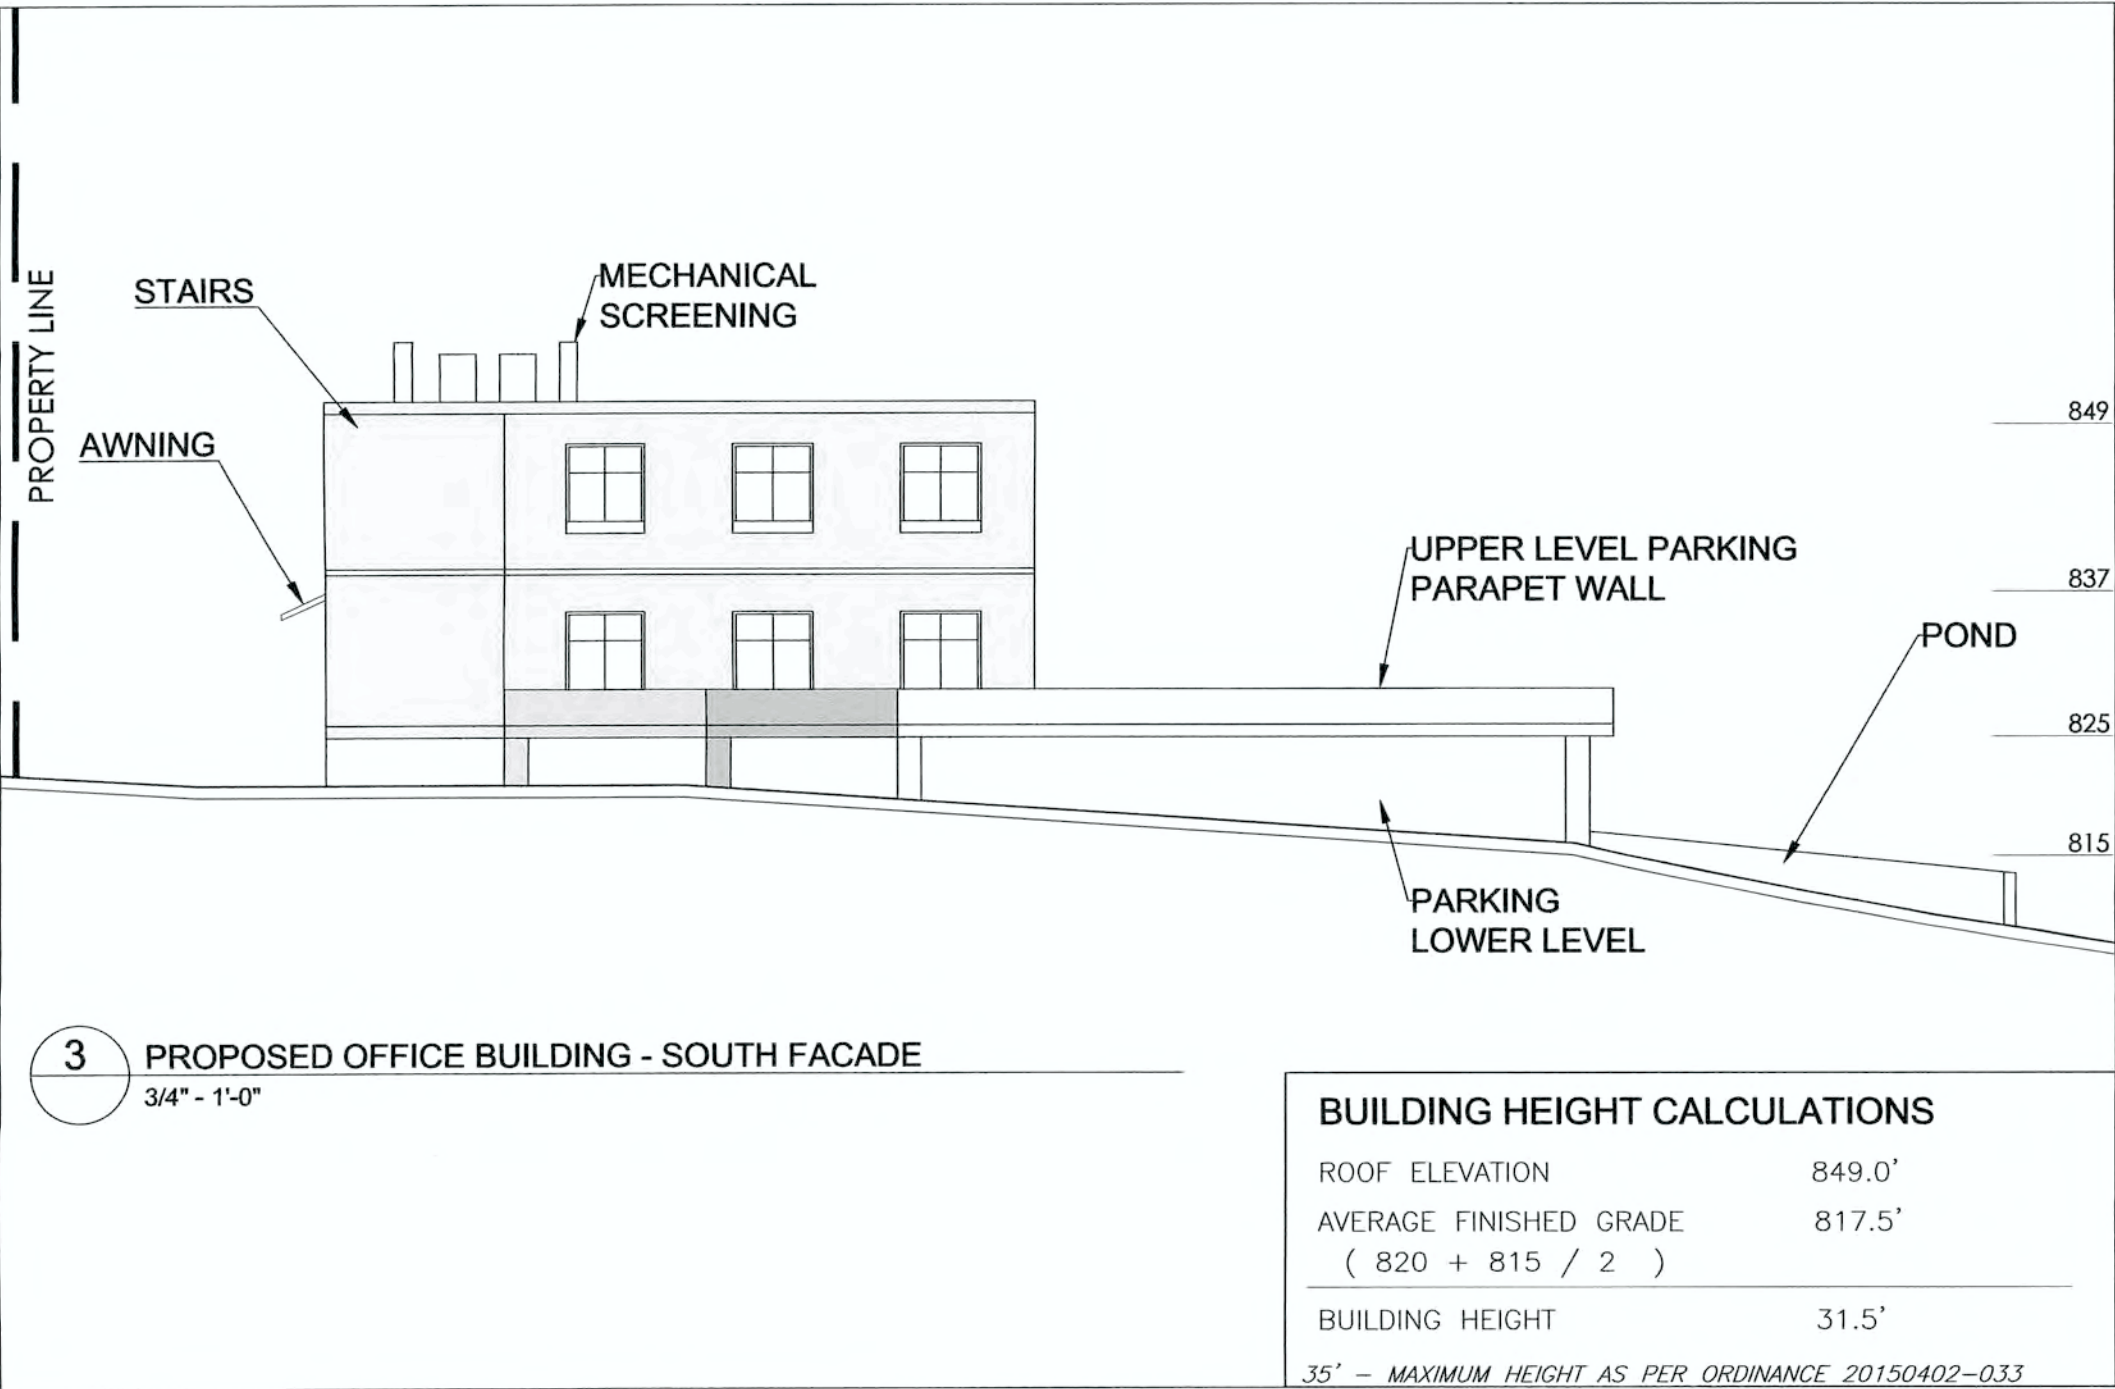 PROPERTY LINE
STAIRS
MECHANICAL
SCREENING
AWNING
849
UPPER LEVEL PARKING
PARAPET WALL
837
POND
825
815
PARKING
LOWER LEVEL
3
PROPOSED OFFICE BUILDING - SOUTH FACADE
3/4" - 1'-0"
BUILDING HEIGHT CALCULATIONS
ROOF ELEVATION 849.0'
AVERAGE FINISHED GRADE 817.5'
( 820 + 815 / 2 )
BUILDING HEIGHT 31.5'
35' - MAXIMUM HEIGHT AS PER ORDINANCE 20150402-033